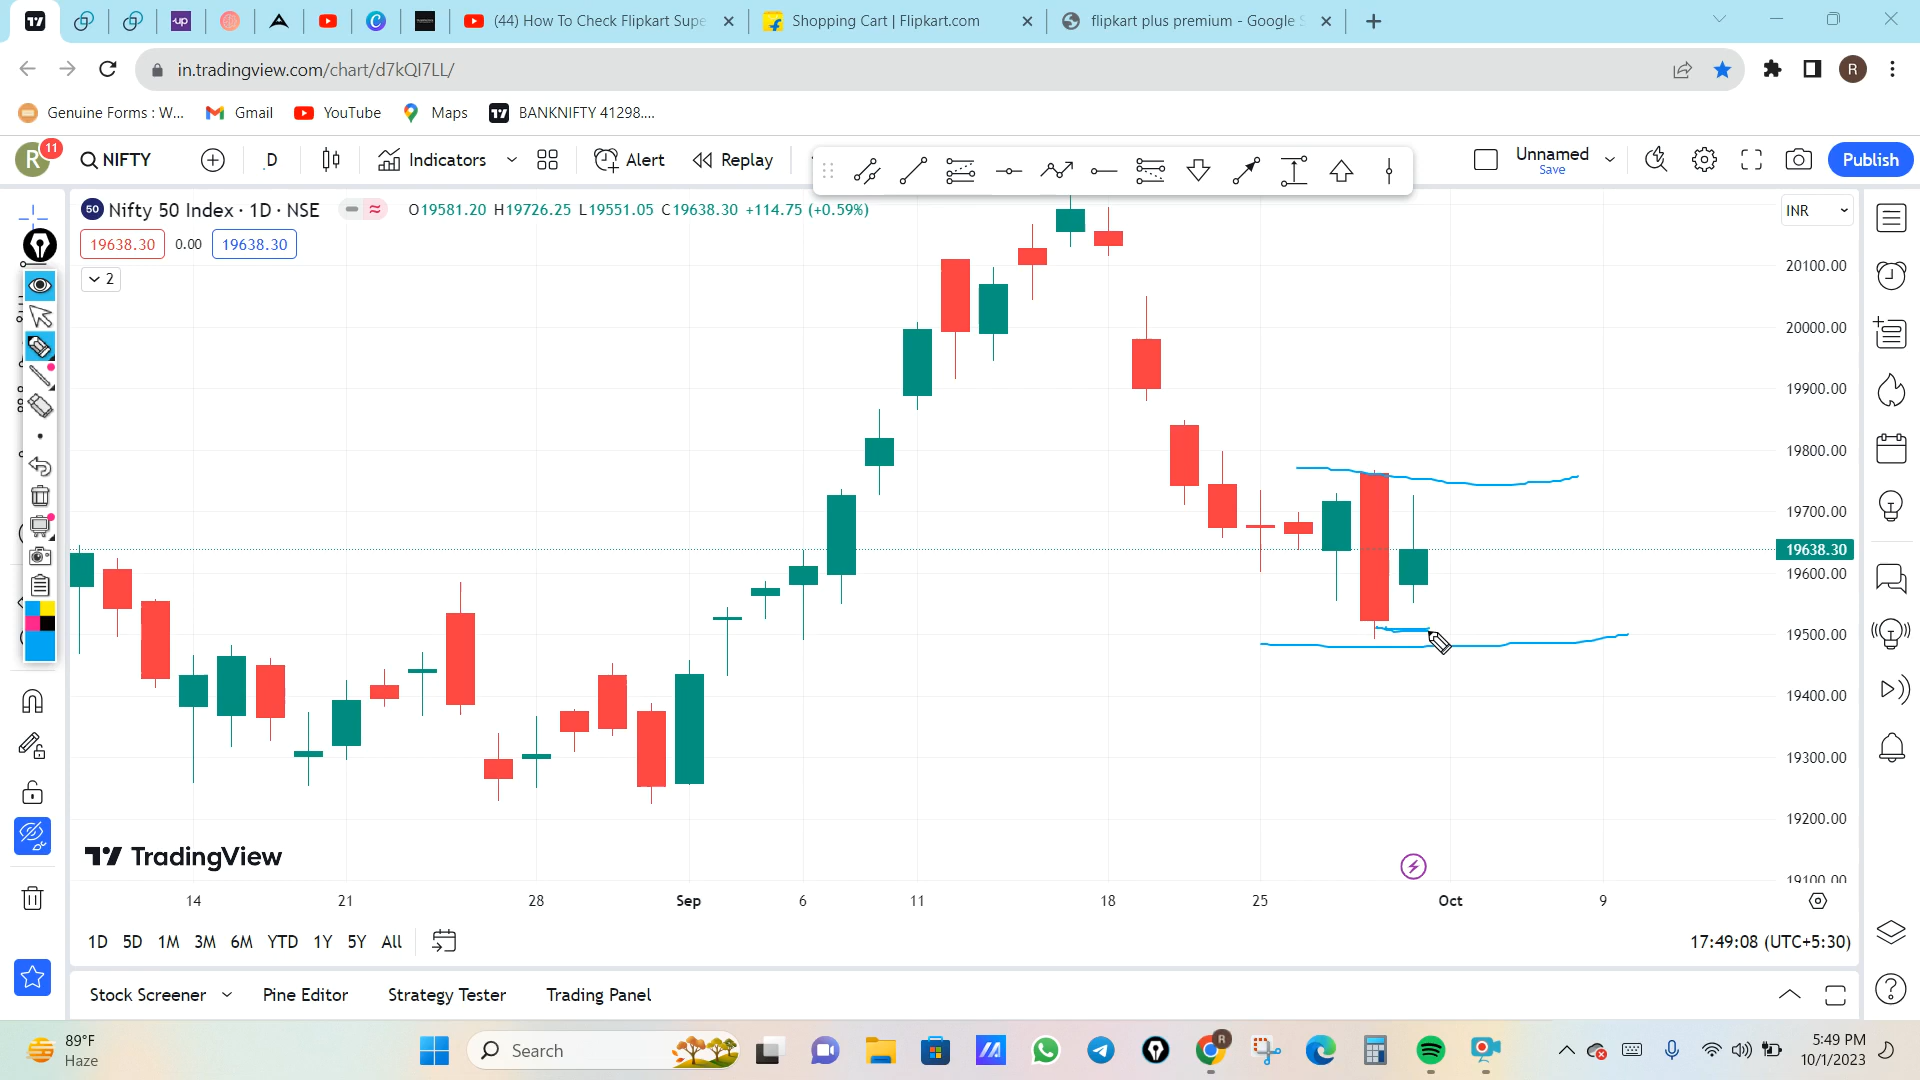 up
(44) How To Check Flipkart Supe
Shopping Cart | Flipkart.com
flipkart plus premium - Google S
in.tradingview.com/chart/d7kQI7LL/
R
Genuine Forms : W...
Gmail
YouTube
Maps
BANKNIFTY 41298....
R 11
NIFTY
D
Indicators
Alert
Replay
Unnamed
Save
Publish
50 Nifty 50 Index · 1D · NSE
O19581.20 H19726.25 L19551.05 C19638.30 +114.75 (+0.59%)
INR
19638.30 0.00 19638.30
2
20100.00
20000.00
19900.00
19800.00
19700.00
19638.30
19600.00
19500.00
19400.00
19300.00
19200.00
19100.00
TradingView
14 21 28 Sep 6 11 18 25 Oct 9
1D 5D 1M 3M 6M YTD 1Y 5Y All
17:49:08 (UTC+5:30)
Stock Screener Pine Editor Strategy Tester Trading Panel
89°F
Haze
Search
R
5:49 PM
10/1/2023